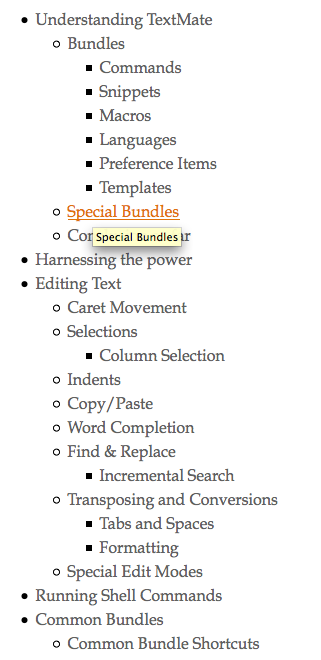 Understanding TextMate
Bundles
Commands
Snippets
Macros
Languages
Preference Items
Templates
Special Bundles
Special Bundles
Harnessing the power
Editing Text
Caret Movement
Selections
Column Selection
Indents
Copy/Paste
Word Completion
Find & Replace
Incremental Search
Transposing and Conversions
Tabs and Spaces
Formatting
Special Edit Modes
Running Shell Commands
Common Bundles
Common Bundle Shortcuts